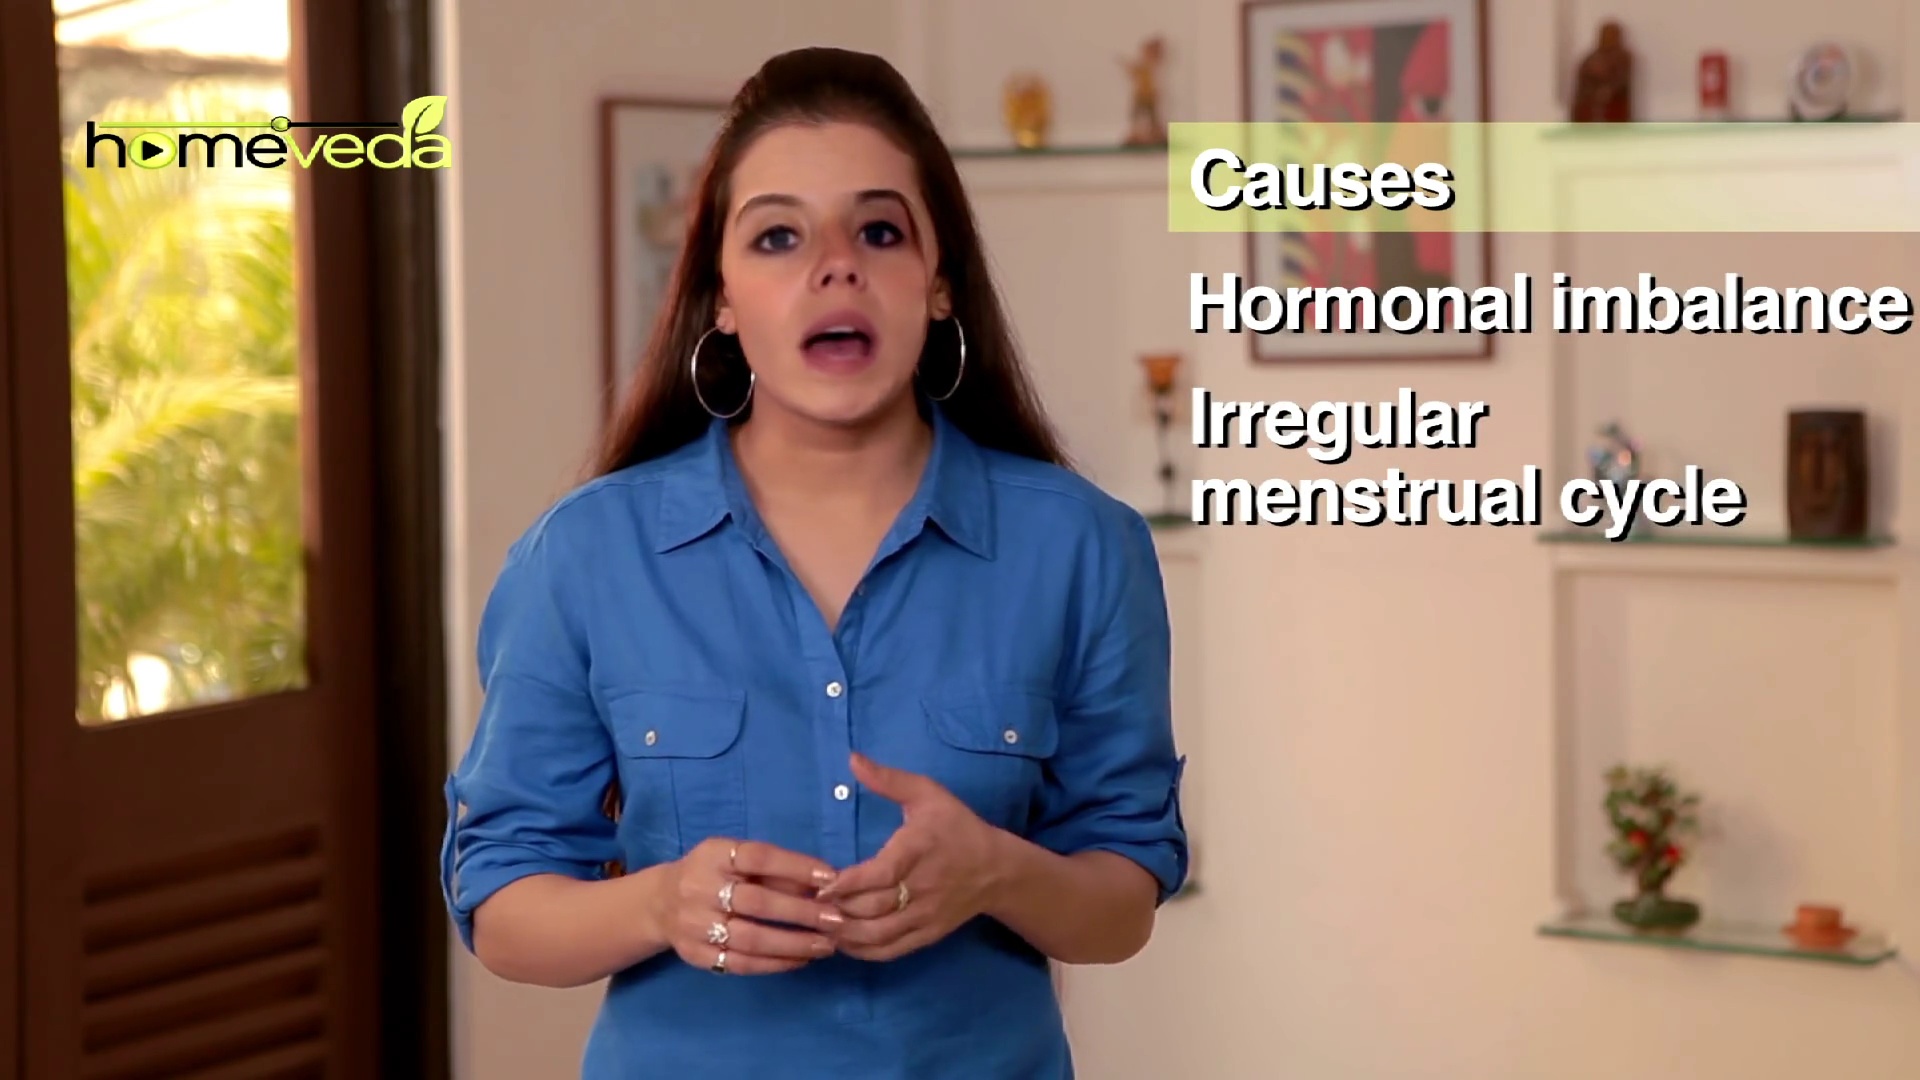 homeveda
Causes
Hormonal imbalance
Irregular
menstrual cycle